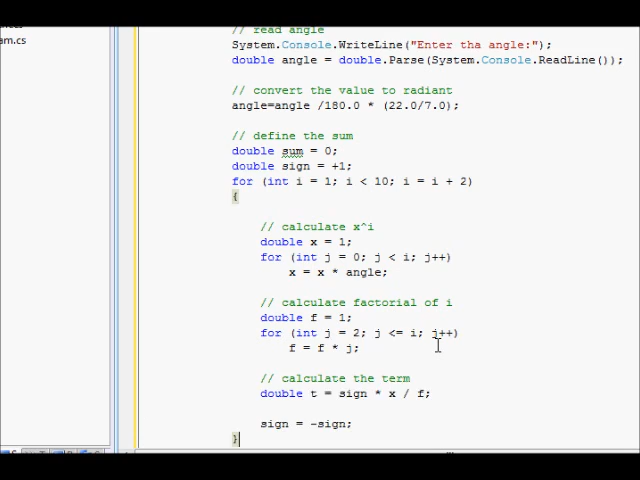 // read angle
am.cs
System.Console.WriteLine("Enter tha angle:");
double angle = double.Parse(System.Console.ReadLine());
// convert the value to radiant
angle=angle /180.0 * (22.0/7.0);
// define the sum
double sum = 0;
double sign = +1;
for (int i = 1; i < 10; i = i + 2)
{
// calculate x^i
double x = 1;
for (int j = 0; j < i; j++)
x = x * angle;
// calculate factorial of i
double f = 1;
for (int j = 2; j <= i; j++)
f = f * j;
// calculate the term
double t = sign * x / f;
sign = -sign;
}